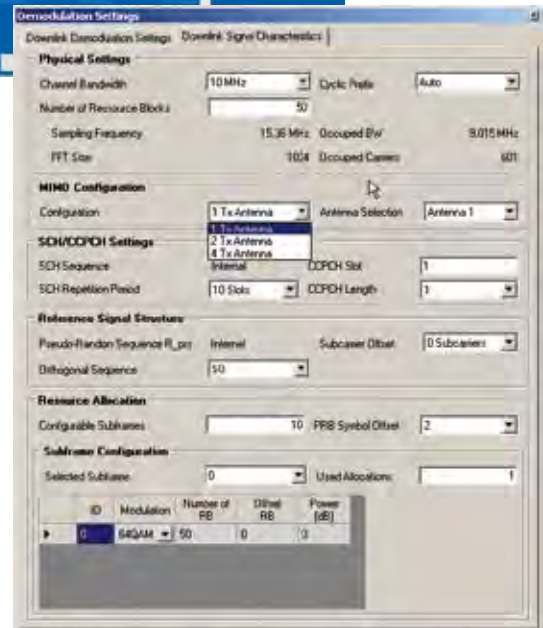 Demodulation Settings
Downlink Demodulation Settings Downlink Signal Characteristics
Physical Settings
Channel Bandwidth 10 MHz Cyclic Prefix Auto
Number of Resource Blocks 50
Sampling Frequency 15.36 MHz Occupied BW 9.015 MHz
FFT Size 1024 Occupied Carriers 601
MIMO Configuration
Configuration 1 Tx Antenna Antenna Selection Antenna 1
1 Tx Antenna
2 Tx Antenna
4 Tx Antenna
SCH/CCPCH Settings
SCH Sequence Internal CCPCH Slot 1
SCH Repetition Period 10 Slots CCPCH Length 1
Reference Signal Structure
Pseudo-Random Sequence R_prs Internal Subcarrier Offset 0 Subcarriers
Orthogonal Sequence S0
Resource Allocation
Configurable Subframes 10 PRB Symbol Offset 2
Subframe Configuration
Selected Subframe 0 Used Allocations 1
ID Modulation Number of RB Offset RB Power [dB]
0 64QAM 50 0 0